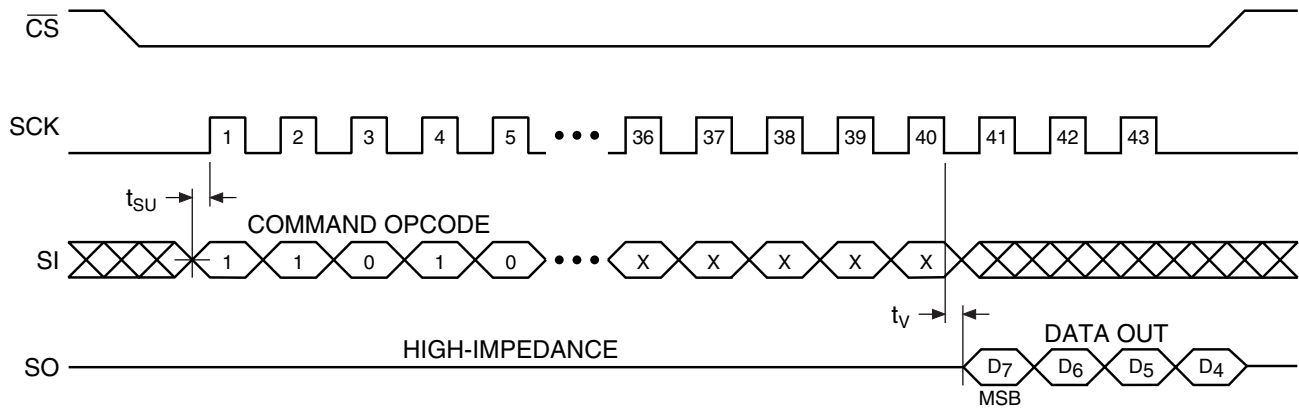 CS
SCK 1 2 3 4 5 ••• 36 37 38 39 40 41 42 43
tSU
COMMAND OPCODE
SI 1 1 0 1 0 ••• X X X X X
tV
HIGH-IMPEDANCE DATA OUT
SO D7 D6 D5 D4
MSB